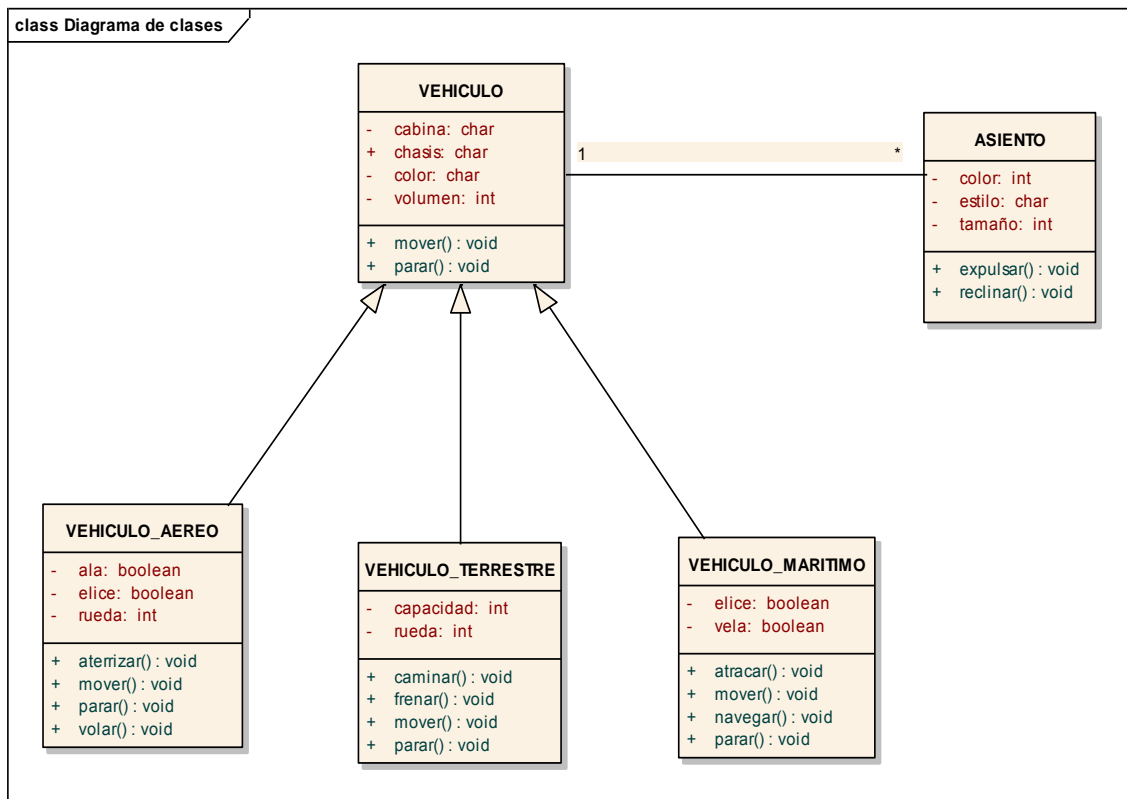 class Diagrama de clases
VEHICULO
- cabina: char
+ chasis: char
- color: char
- volumen: int
+ mover() : void
+ parar() : void
1
*
ASIENTO
- color: int
- estilo: char
- tamaño: int
+ expulsar() : void
+ reclinar() : void
VEHICULO_AEREO
- ala: boolean
- elice: boolean
- rueda: int
+ aterrizar() : void
+ mover() : void
+ parar() : void
+ volar() : void
VEHICULO_TERRESTRE
- capacidad: int
- rueda: int
+ caminar() : void
+ frenar() : void
+ mover() : void
+ parar() : void
VEHICULO_MARITIMO
- elice: boolean
- vela: boolean
+ atracar() : void
+ mover() : void
+ navegar() : void
+ parar() : void